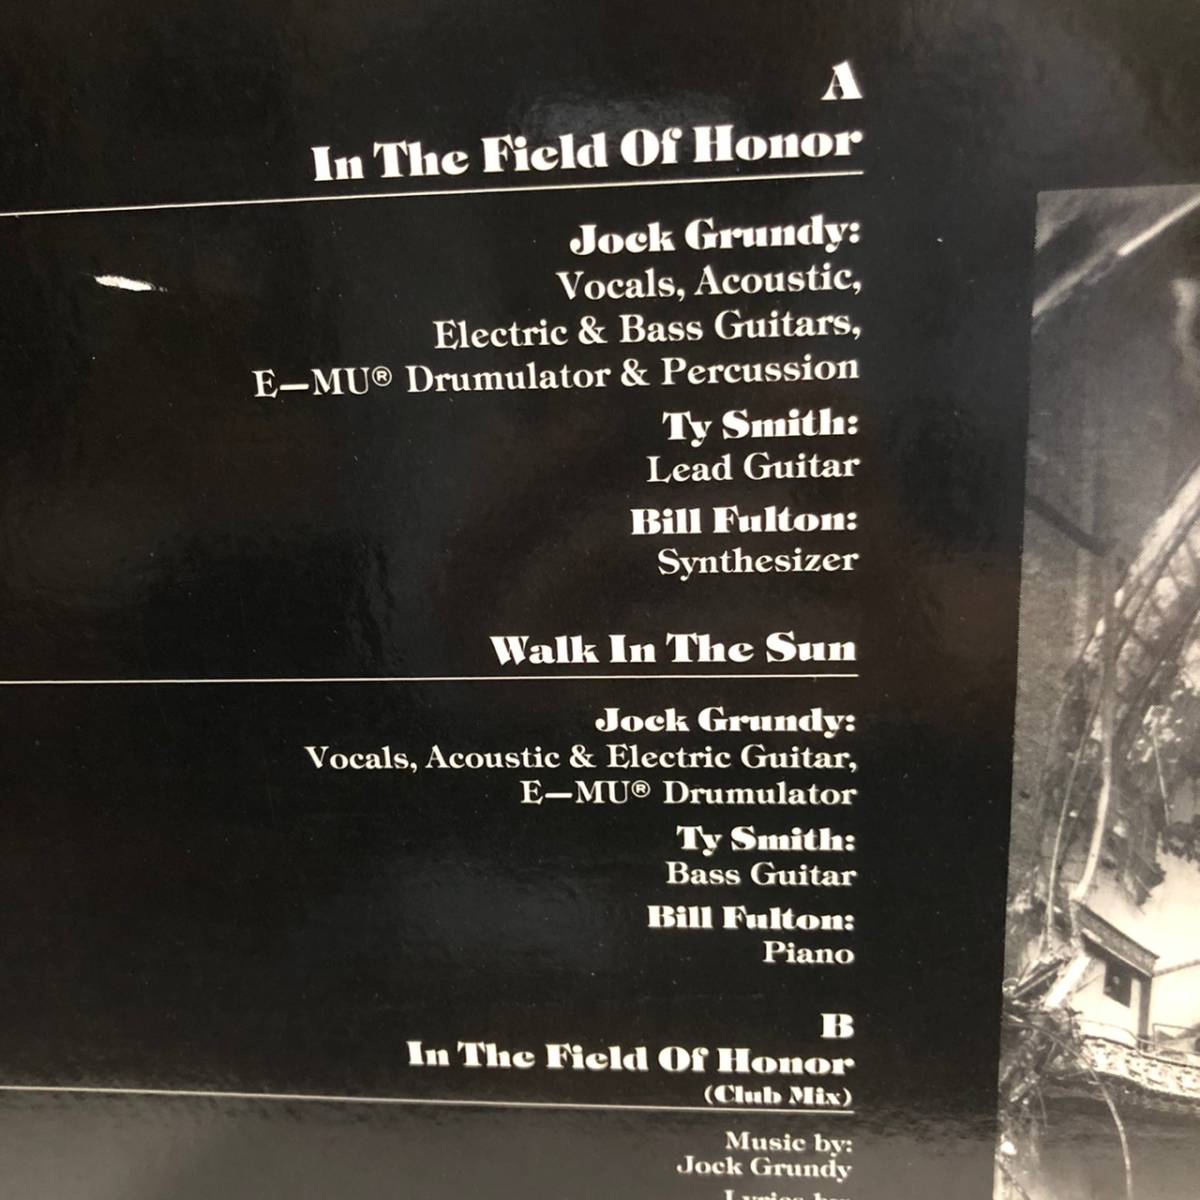 A
In The Field Of Honor
Jock Grundy:
Vocals, Acoustic,
Electric & Bass Guitars,
E—MU® Drumulator & Percussion
Ty Smith:
Lead Guitar
Bill Fulton:
Synthesizer
Walk In The Sun
Jock Grundy:
Vocals, Acoustic & Electric Guitar,
E—MU® Drumulator
Ty Smith:
Bass Guitar
Bill Fulton:
Piano
B
In The Field Of Honor
(Club Mix)
Music by:
Jock Grundy